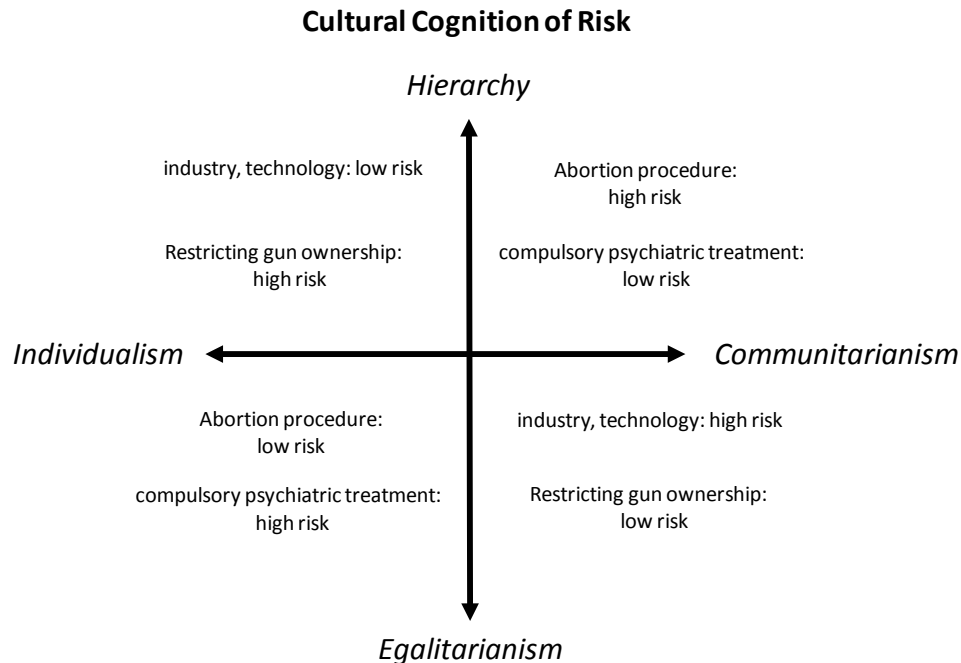 Cultural Cognition of Risk
Hierarchy
industry, technology: low risk
Abortion procedure:
high risk
Restricting gun ownership:
high risk
compulsory psychiatric treatment:
low risk
Individualism
Communitarianism
Abortion procedure:
low risk
industry, technology: high risk
compulsory psychiatric treatment:
high risk
Restricting gun ownership:
low risk
Egalitarianism